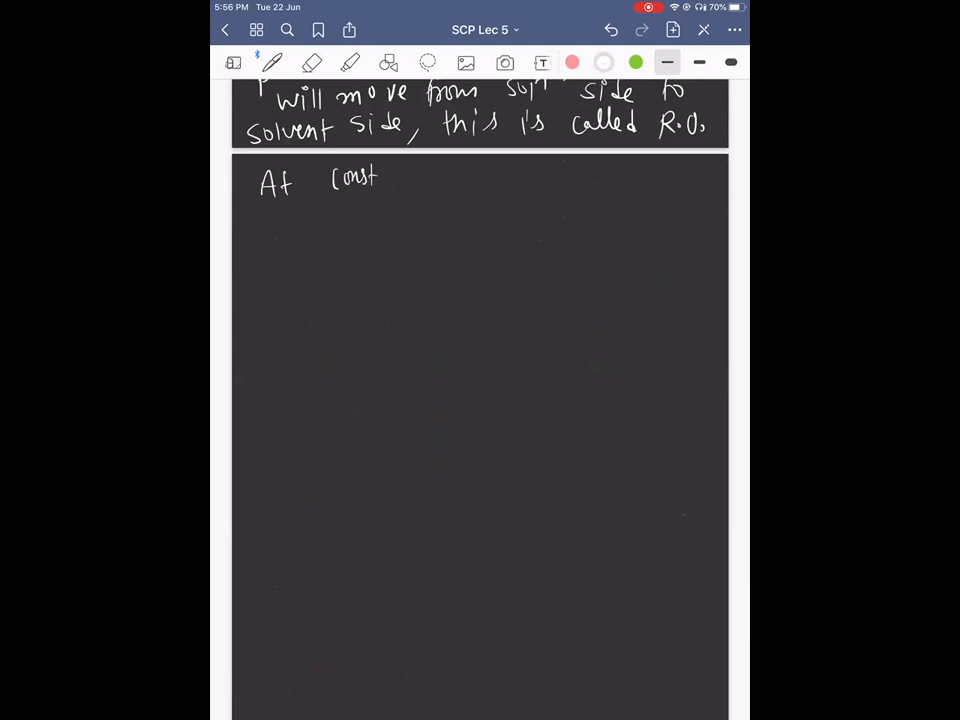 5:56 PM Tue 22 Jun 70%
SCP Lec 5
T
will move from soln side to
solvent side, this is called R.O.
At const